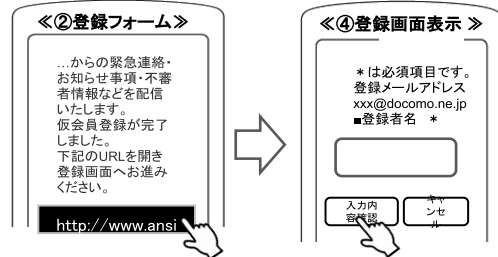 ≪②登録フォーム≫
…からの緊急連絡・
お知らせ事項・不審
者情報などを配信
いたします。
仮会員登録が完了
しました。
下記のURLを開き
登録画面へお進み
ください。
http://www.ansi
≪④登録画面表示 ≫
＊は必須項目です。
登録メールアドレス
xxx@docomo.ne.jp
■登録者名　＊
入力内
容確認
キャ
ンセ
ル